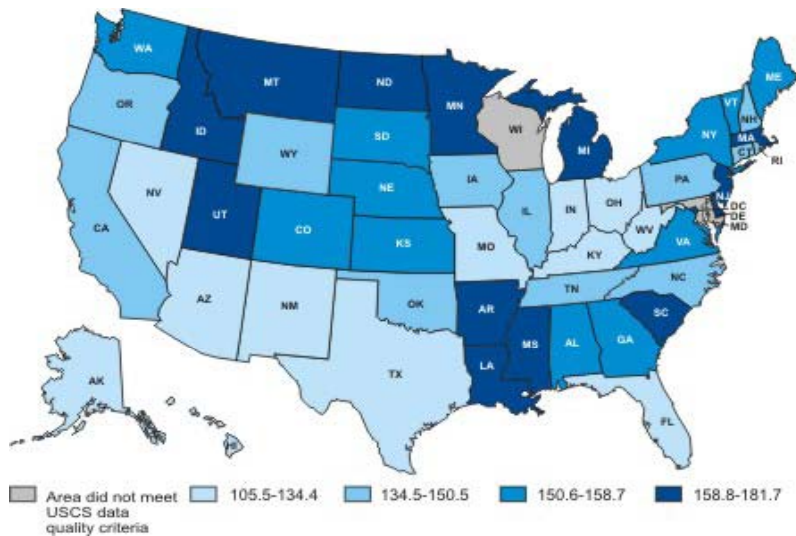 WA
MT
ND
MN
ME
VT
NH
OR
ID
SD
WI
MI
NY
MA
RI
CT
WY
IA
PA
NE
NJ
NV
UT
IL
IN
OH
DC
DE
MD
CA
CO
KS
MO
WV
VA
KY
NC
TN
AZ
NM
OK
AR
SC
MS
AL
GA
LA
TX
AK
FL
HI
Area did not meet
USCS data
quality criteria
105.5-134.4
134.5-150.5
150.6-158.7
158.8-181.7